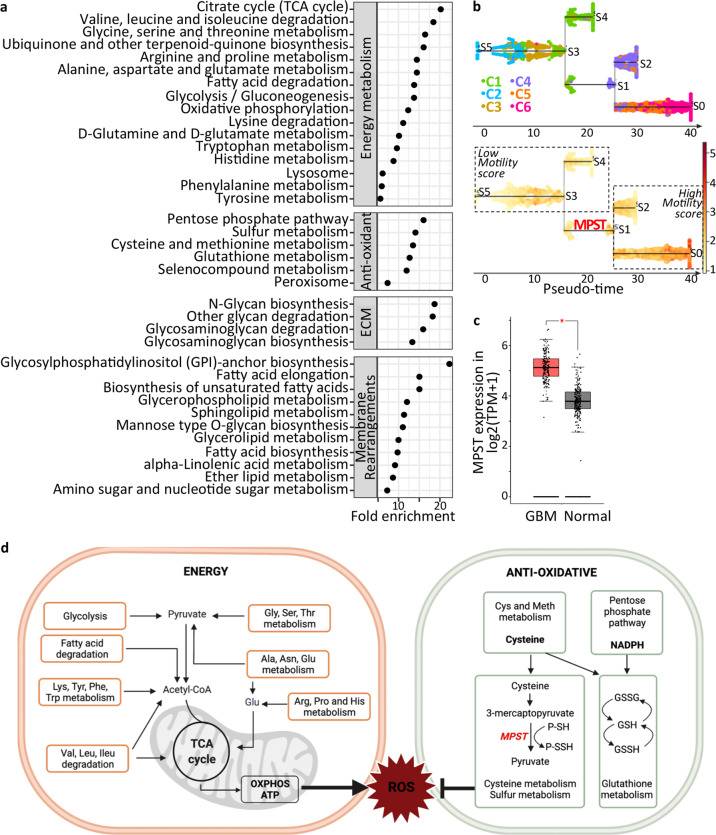 a
Citrate cycle (TCA cycle)
Valine, leucine and isoleucine degradation
Glycine, serine and threonine metabolism
Ubiquinone and other terpenoid-quinone biosynthesis
Arginine and proline metabolism
Alanine, aspartate and glutamate metabolism
Fatty acid degradation
Glycolysis / Gluconeogenesis
Oxidative phosphorylation
Lysine degradation
D-Glutamine and D-glutamate metabolism
Tryptophan metabolism
Histidine metabolism
Lysosome
Phenylalanine metabolism
Tyrosine metabolism
Energy metabolism
Pentose phosphate pathway
Sulfur metabolism
Cysteine and methionine metabolism
Glutathione metabolism
Selenocompound metabolism
Peroxisome
Anti-oxidant
N-Glycan biosynthesis
Other glycan degradation
Glycosaminoglycan degradation
Glycosaminoglycan biosynthesis
ECM
Glycosylphosphatidylinositol (GPI)-anchor biosynthesis
Fatty acid elongation
Biosynthesis of unsaturated fatty acids
Glycerophospholipid metabolism
Sphingolipid metabolism
Mannose type O-glycan biosynthesis
Glycerolipid metabolism
Fatty acid biosynthesis
alpha-Linolenic acid metabolism
Ether lipid metabolism
Amino sugar and nucleotide sugar metabolism
Membrane
Rearrangements
10 20
Fold enrichment
b
S4
S5 S3
S2
S1
S0
C1 C4
C2 C5
C3 C6
0 10 20 30 40
Low
Motility
score
S4
S5 S3
High
Motility
score
S2
MPST S1
S0
5
4
3
2
1
0 10 20 30 40
Pseudo-time
c
*
MPST expression in
log2(TPM+1)
6
4
2
0
GBM Normal
d
ENERGY
Glycolysis
Pyruvate
Gly, Ser, Thr
metabolism
Fatty acid
degradation
Ala, Asn, Glu
metabolism
Lys, Tyr, Phe,
Trp metabolism
Acetyl-CoA
Glu
Arg, Pro and His
metabolism
Val, Leu, Ileu
degradation
TCA
cycle
OXPHOS
ATP
ROS
ANTI-OXIDATIVE
Cys and Meth
metabolism
Cysteine
Pentose
phosphate
pathway
NADPH
Cysteine
3-mercaptopyruvate
MPST
P-SH
P-SSH
Pyruvate
Cysteine metabolism
Sulfur metabolism
GSSG
GSH
GSSH
Glutathione
metabolism